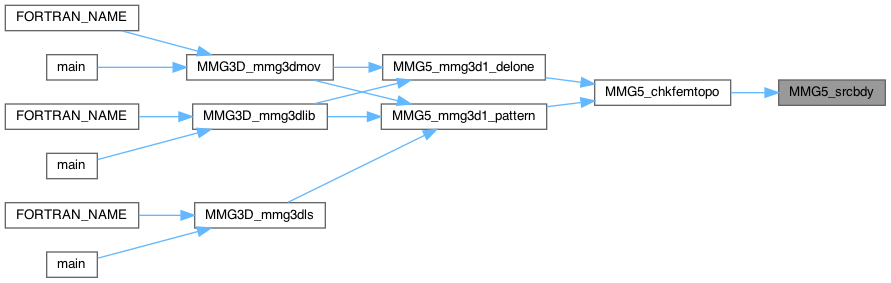 FORTRAN_NAME
main
MMG3D_mmg3dmov
MMG5_mmg3d1_delone
MMG5_chkfemtopo
MMG5_srcbdy
FORTRAN_NAME
MMG3D_mmg3dlib
MMG5_mmg3d1_pattern
main
FORTRAN_NAME
MMG3D_mmg3dls
main